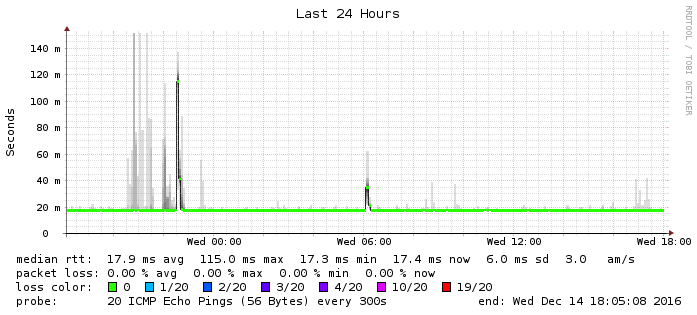 Last 24 Hours
RRDTOOL / TOBI OETIKER
Seconds
140 m
120 m
100 m
80 m
60 m
40 m
20 m
0
Wed 00:00 Wed 06:00 Wed 12:00 Wed 18:00
median rtt: 17.9 ms avg 115.0 ms max 17.3 ms min 17.4 ms now 6.0 ms sd 3.0 am/s
packet loss: 0.00 % avg 0.00 % max 0.00 % min 0.00 % now
loss color: 0 1/20 2/20 3/20 4/20 10/20 19/20
probe: 20 ICMP Echo Pings (56 Bytes) every 300s end: Wed Dec 14 18:05:08 2016